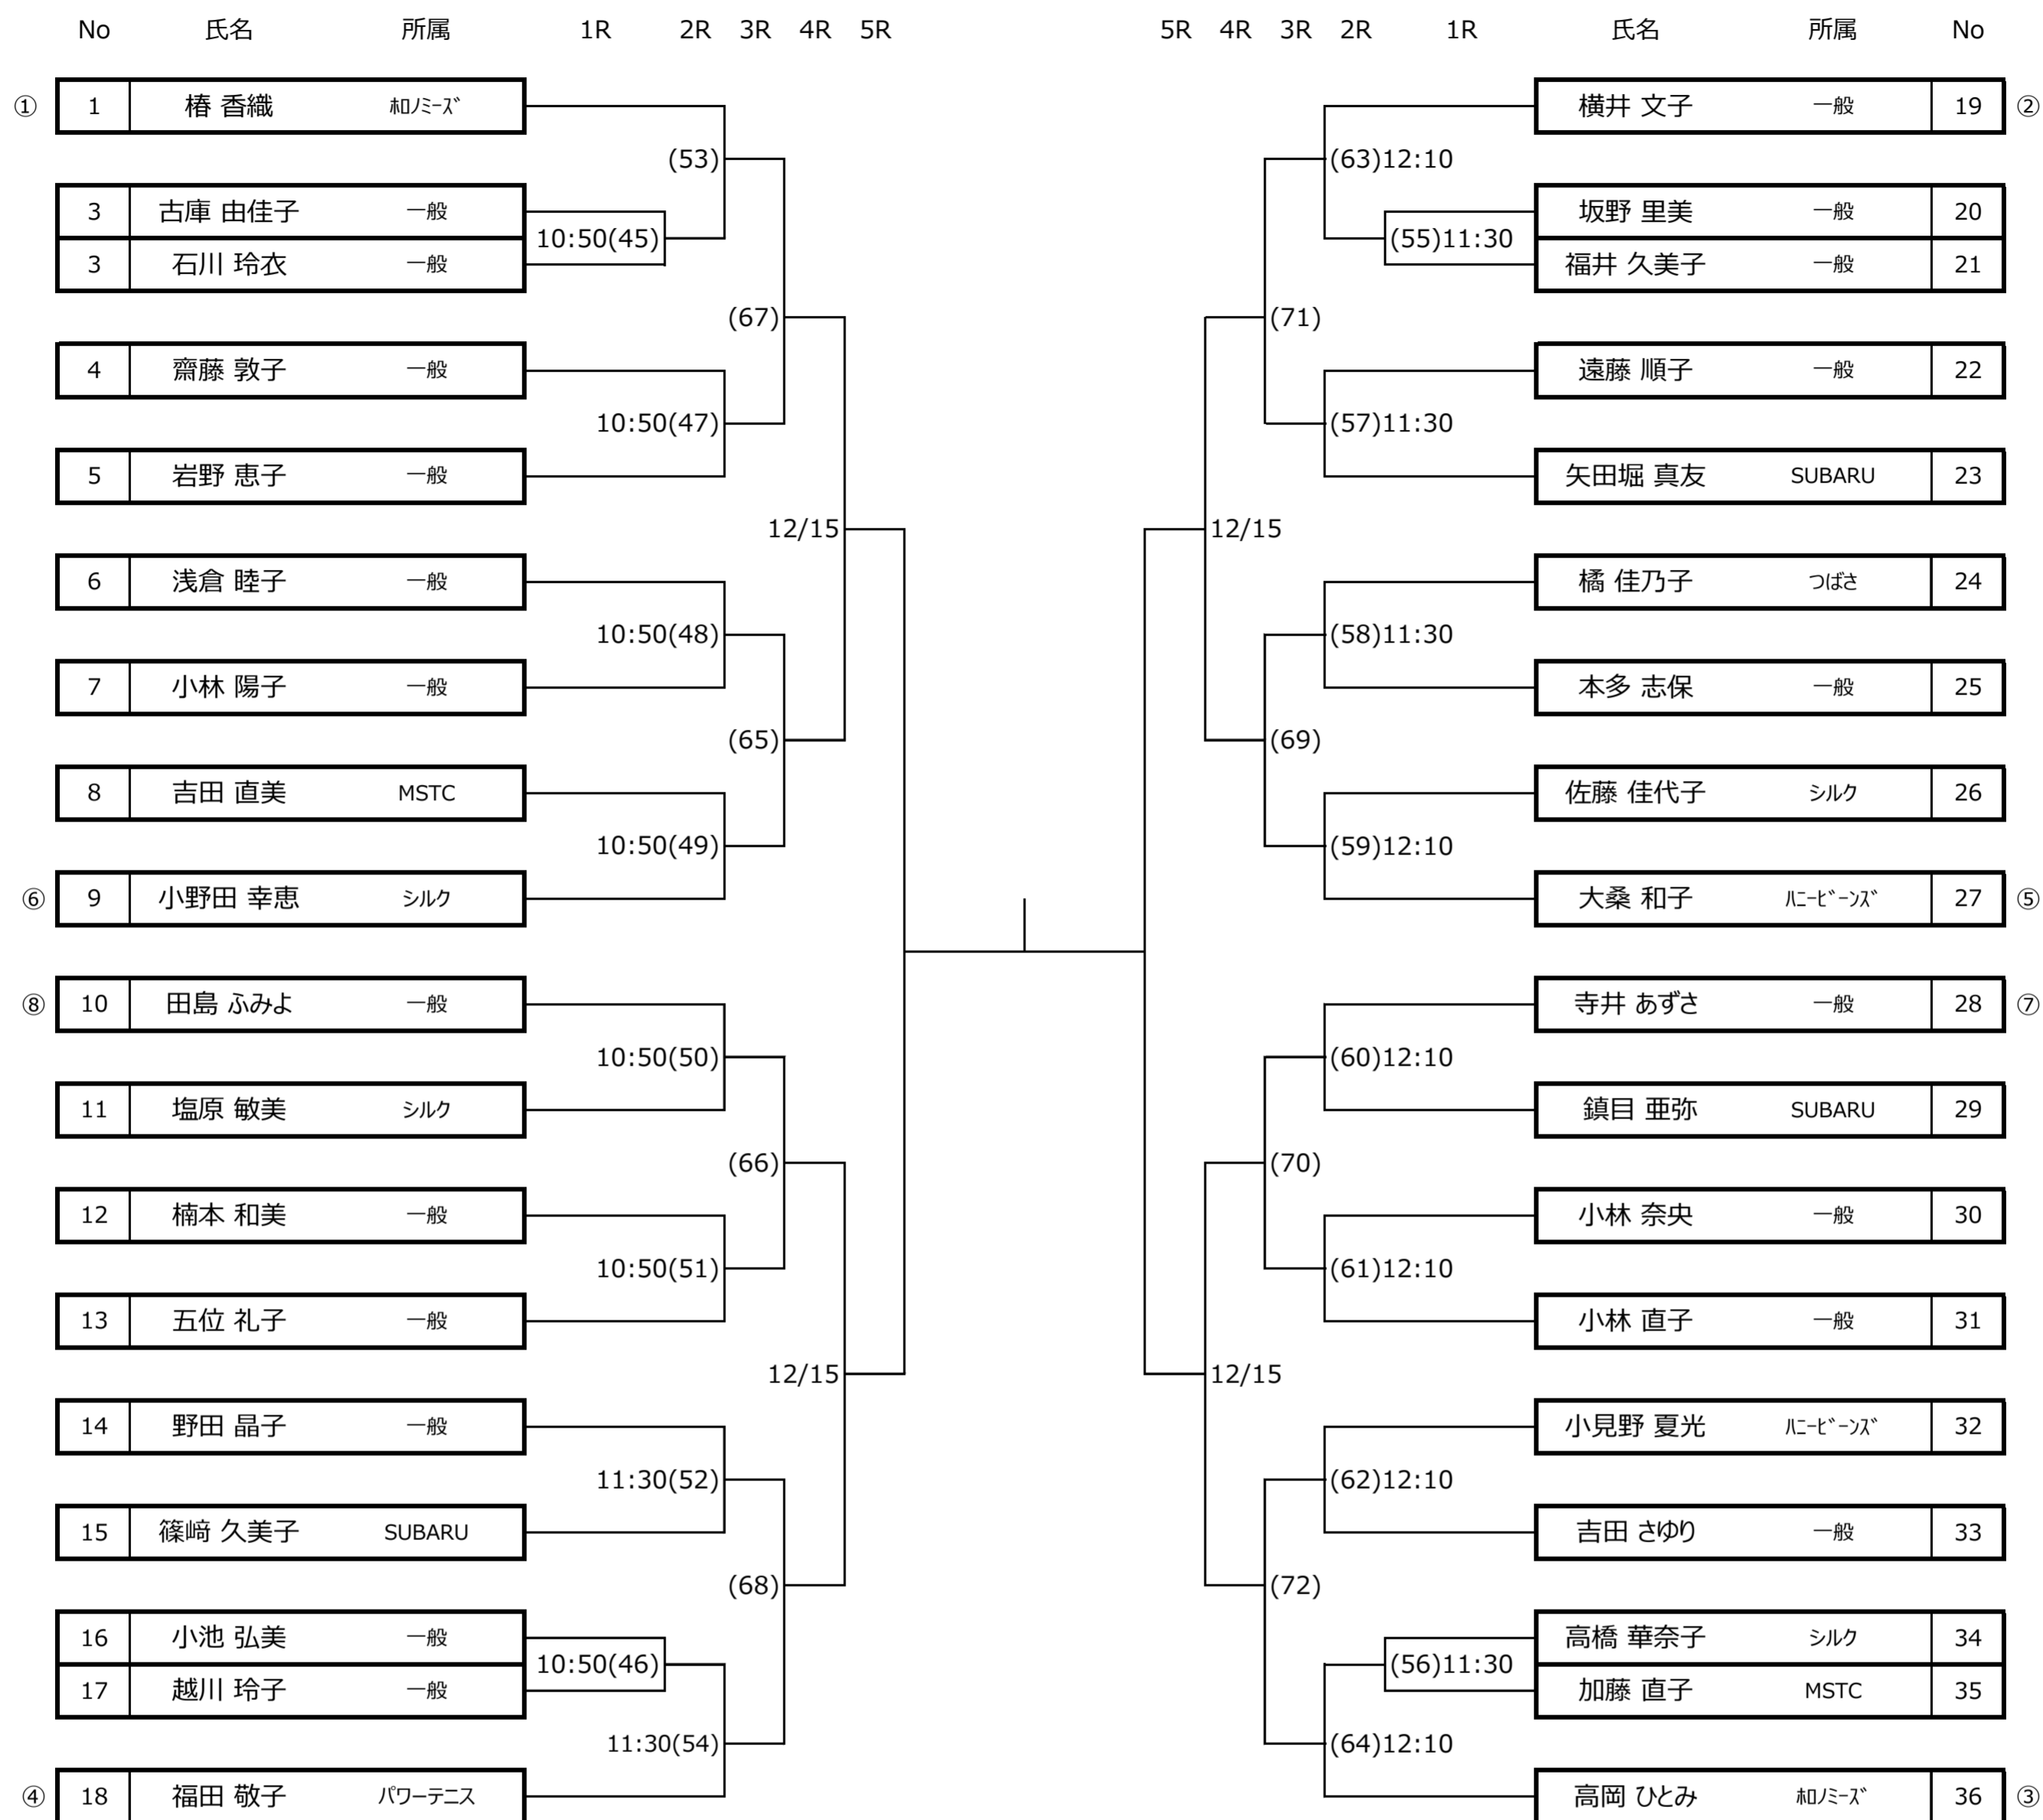 No 氏名 所属 1R 2R 3R 4R 5R 5R 4R 3R 2R 1R 氏名 所属 No
① 1 椿 香織 ﾎﾛﾉﾐｰｽﾞ 横井 文子 一般 19 ②
(53) (63)12:10
3 古庫 由佳子 一般 坂野 里美 一般 20
10:50(45) (55)11:30
3 石川 玲衣 一般 福井 久美子 一般 21
(67) (71)
4 齋藤 敦子 一般 遠藤 順子 一般 22
10:50(47) (57)11:30
5 岩野 恵子 一般 矢田堀 真友 SUBARU 23
12/15 12/15
6 浅倉 睦子 一般 橘 佳乃子 つばさ 24
10:50(48) (58)11:30
7 小林 陽子 一般 本多 志保 一般 25
(65) (69)
8 吉田 直美 MSTC 佐藤 佳代子 シルク 26
10:50(49) (59)12:10
⑥ 9 小野田 幸恵 シルク 大桑 和子 ﾊﾆｰﾋﾞｰﾝｽﾞ 27 ⑤
⑧ 10 田島 ふみよ 一般 寺井 あずさ 一般 28 ⑦
10:50(50) (60)12:10
11 塩原 敏美 シルク 鎮目 亜弥 SUBARU 29
(66) (70)
12 楠本 和美 一般 小林 奈央 一般 30
10:50(51) (61)12:10
13 五位 礼子 一般 小林 直子 一般 31
12/15 12/15
14 野田 晶子 一般 小見野 夏光 ﾊﾆｰﾋﾞｰﾝｽﾞ 32
11:30(52) (62)12:10
15 篠﨑 久美子 SUBARU 吉田 さゆり 一般 33
(68) (72)
16 小池 弘美 一般 高橋 華奈子 シルク 34
10:50(46) (56)11:30
17 越川 玲子 一般 加藤 直子 MSTC 35
11:30(54) (64)12:10
④ 18 福田 敬子 パワーテニス 高岡 ひとみ ﾎﾛﾉﾐｰｽﾞ 36 ③